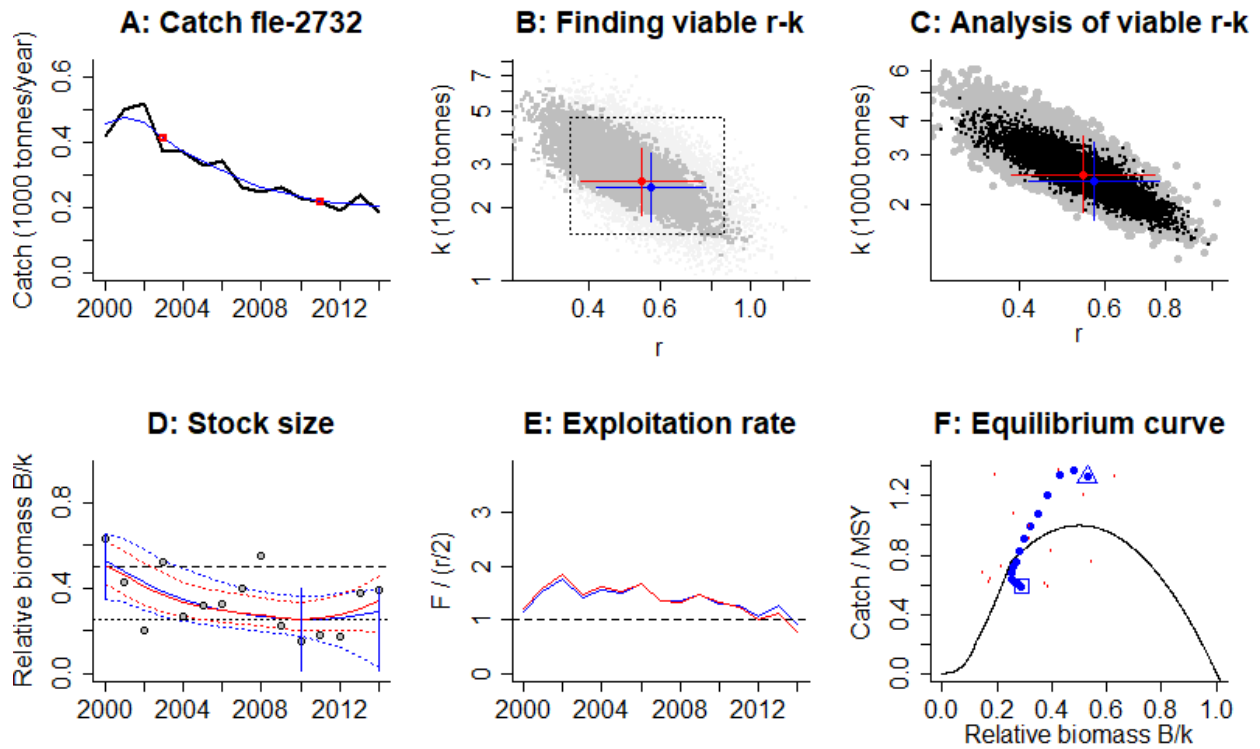 A: Catch fle-2732
Catch (1000 tonnes/year)
0.0 0.2 0.4 0.6
2000 2004 2008 2012
B: Finding viable r-k
k (1000 tonnes)
1 2 3 4 5 7
0.4 0.6 1.0
r
C: Analysis of viable r-k
k (1000 tonnes)
2 3 4 5 6
0.4 0.6 0.8
r
D: Stock size
Relative biomass B/k
0.0 0.4 0.8
2000 2004 2008 2012
E: Exploitation rate
F / (r/2)
0 1 2 3
2000 2004 2008 2012
F: Equilibrium curve
Catch / MSY
0.0 0.4 0.8 1.2
0.0 0.2 0.4 0.6 0.8 1.0
Relative biomass B/k